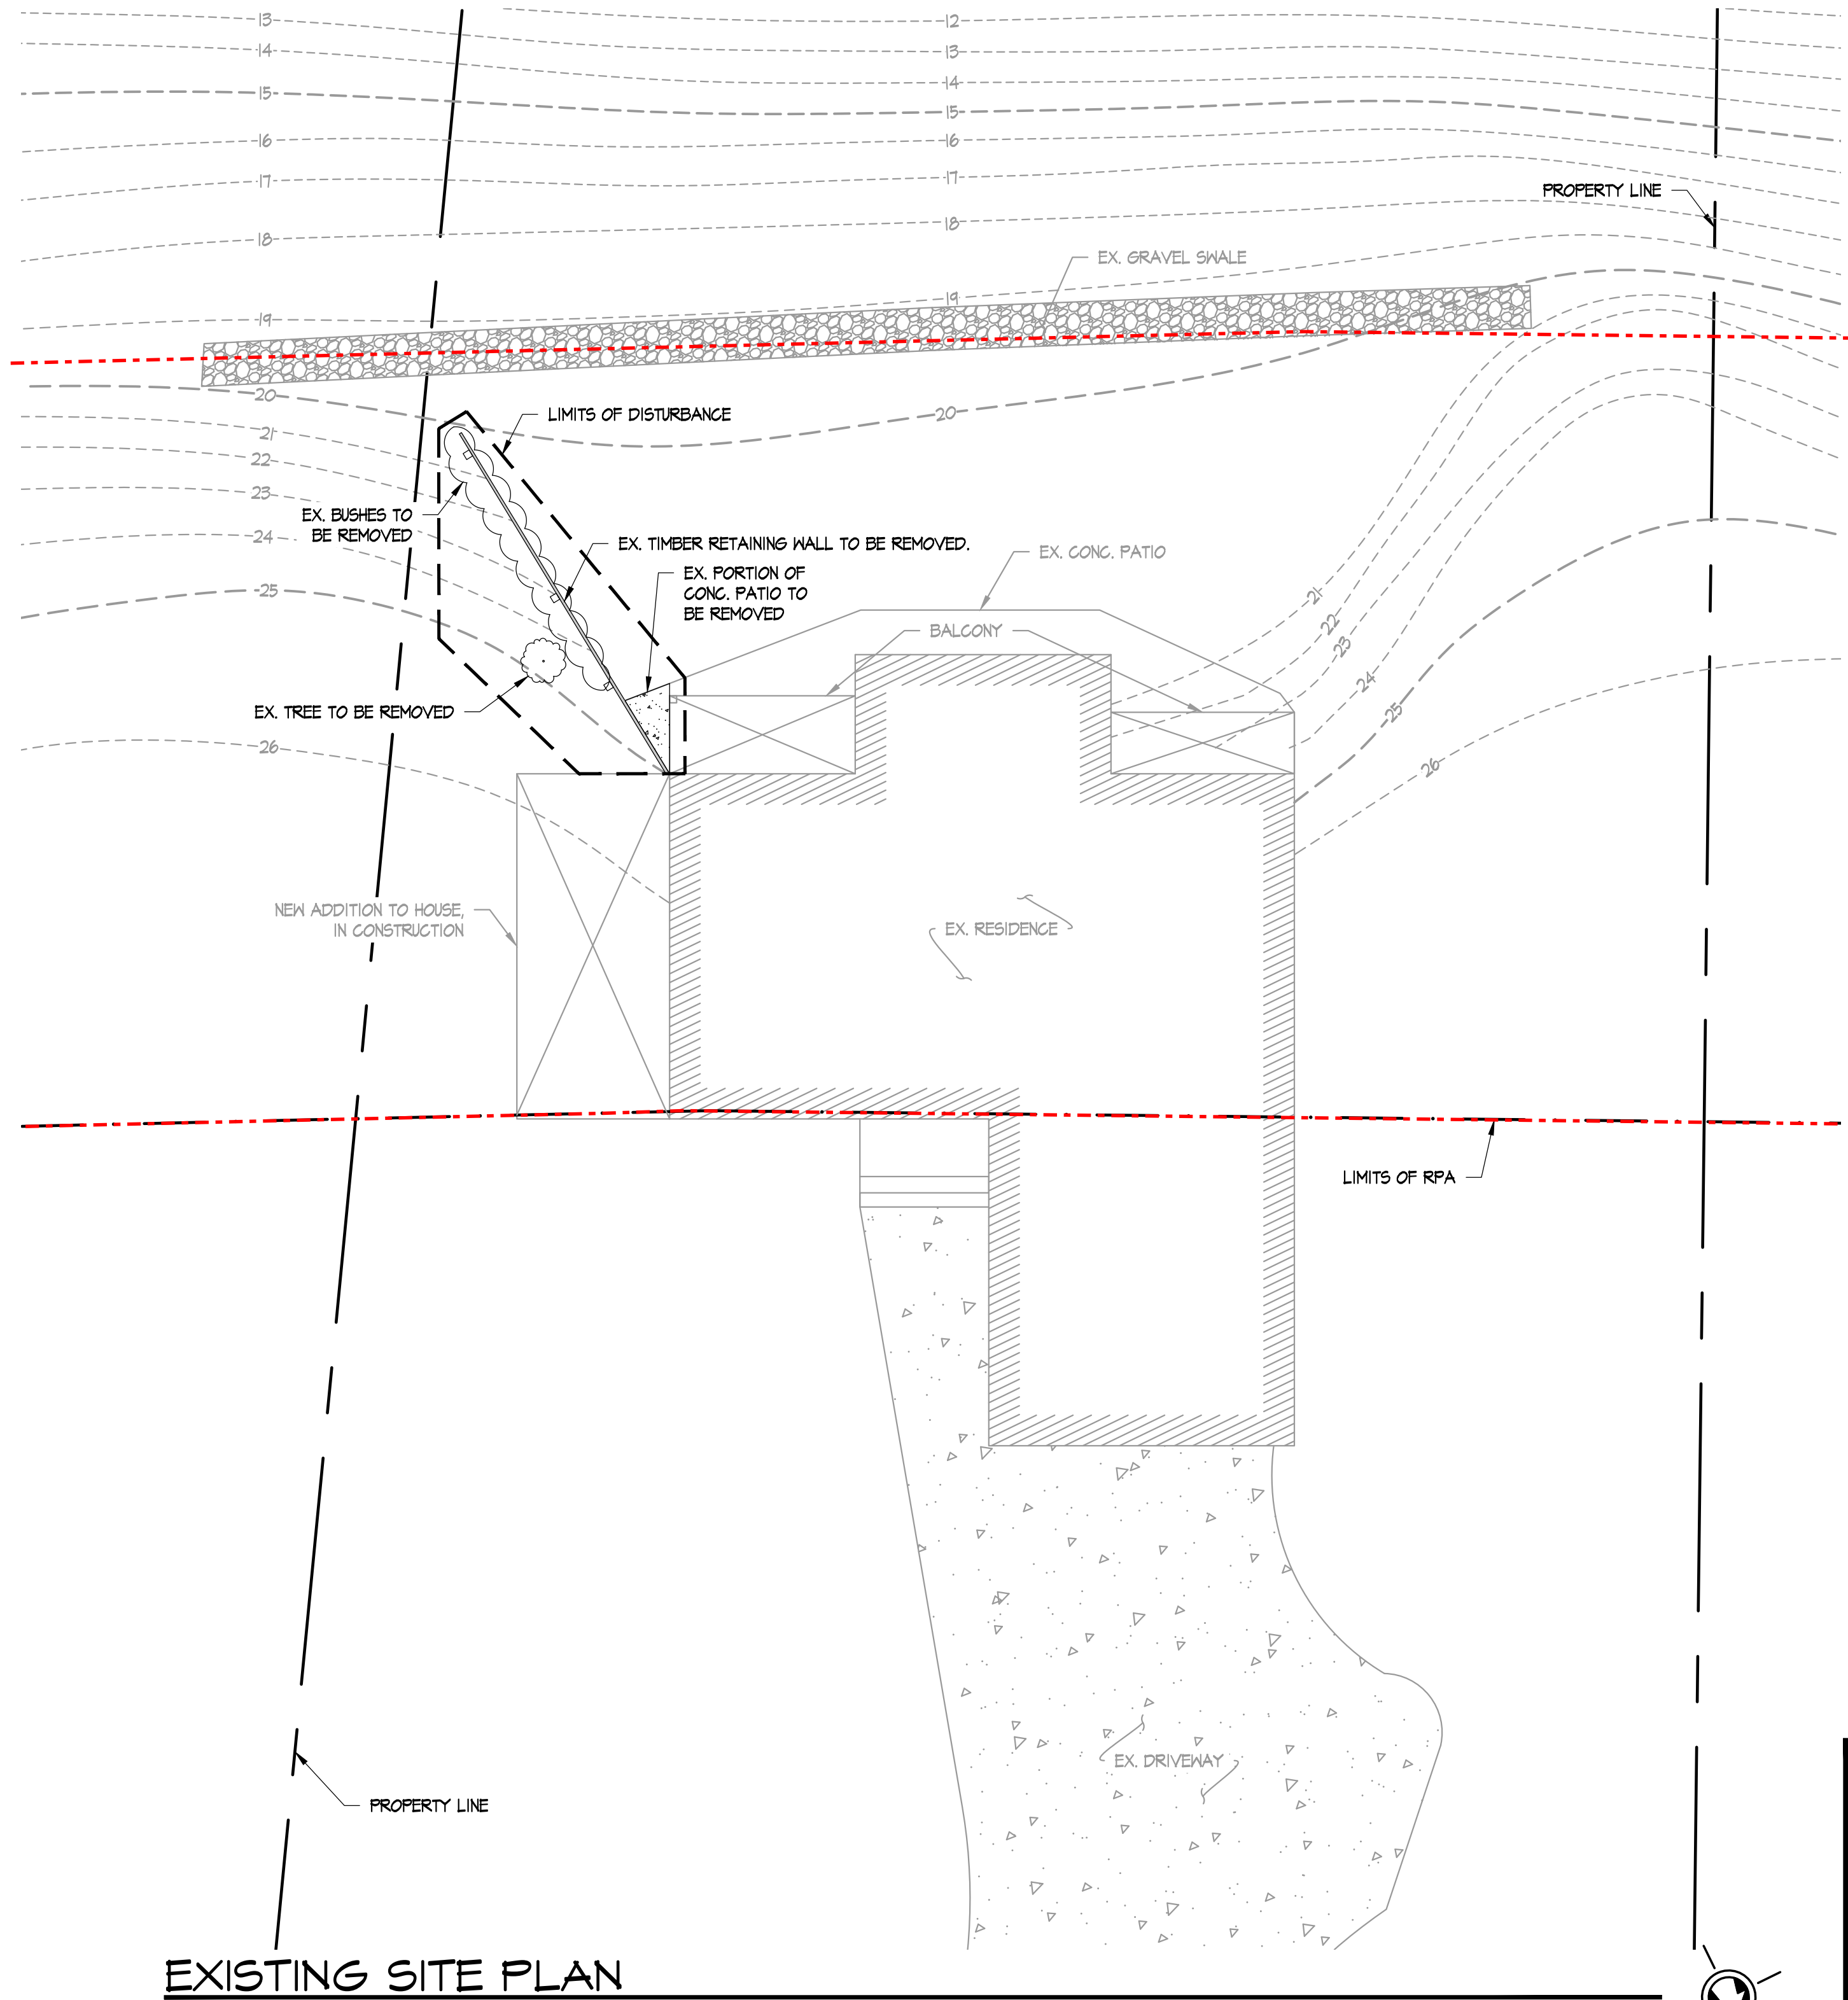 13
12
14
13
14
15
15
16
16
17
17
PROPERTY LINE
18
18
EX. GRAVEL SWALE
19
19
20
20
LIMITS OF DISTURBANCE
21
22
23
EX. BUSHES TO
BE REMOVED
24
EX. TIMBER RETAINING WALL TO BE REMOVED.
EX. CONC. PATIO
EX. PORTION OF
CONC. PATIO TO
BE REMOVED
25
21
22
BALCONY
23
24
EX. TREE TO BE REMOVED
25
26
26
NEW ADDITION TO HOUSE,
IN CONSTRUCTION
EX. RESIDENCE
LIMITS OF RPA
EX. DRIVEWAY
PROPERTY LINE
EXISTING SITE PLAN